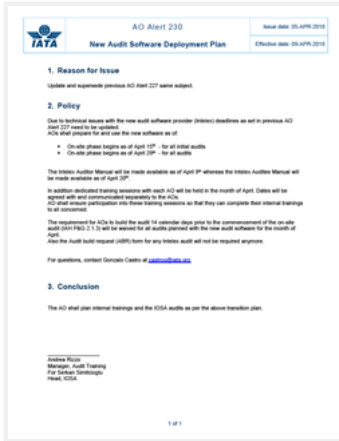 AO Alert 230
Issue date: 05-APR-2018
IATA
New Audit Software Deployment Plan
Effective date: 09-APR-2018
1. Reason for Issue
Update and supersede previous AO Alert 227 same subject.
2. Policy
Due to technical issues with the new audit software provider (Intelex) deadlines as set in previous AO
Alert 227 need to be updated.
AOs shall prepare for and use the new software as of:
• On-site phase begins as of April 15th - for all initial audits
• On-site phase begins as of April 29th - for all audits
The Intelex Auditor Manual will be made available as of April 9th whereas the Intelex Auditee Manual will
be made available as of April 20th.
In addition dedicated training sessions with each AO will be held in the month of April. Dates will be
agreed with and communicated separately to the AOs.
AO shall ensure participation into these training sessions so that they can complete their internal trainings
to all concerned.
The requirement for AOs to build the audit 14 calendar days prior to the commencement of the on-site
audit (IAH P&G 2.1.3) will be waived for all audits planned with the new audit software for the month of
April.
Also the Audit build request (ABR) form for any Intelex audit will not be required anymore.
For questions, contact Gonzalo Castro at castrog@iata.org
3. Conclusion
The AO shall plan internal trainings and the IOSA audits as per the above transition plan.
Andrea Rizzo
Manager, Audit Training
For Serkan Simitcioglu
Head, IOSA
1 of 1